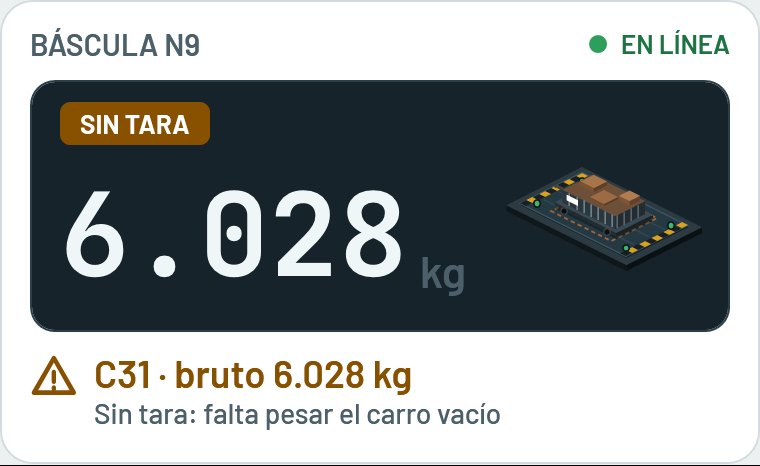 BÁSCULA N9
EN LÍNEA
SIN TARA
6.028 kg
C31 · bruto 6.028 kg
Sin tara: falta pesar el carro vacío